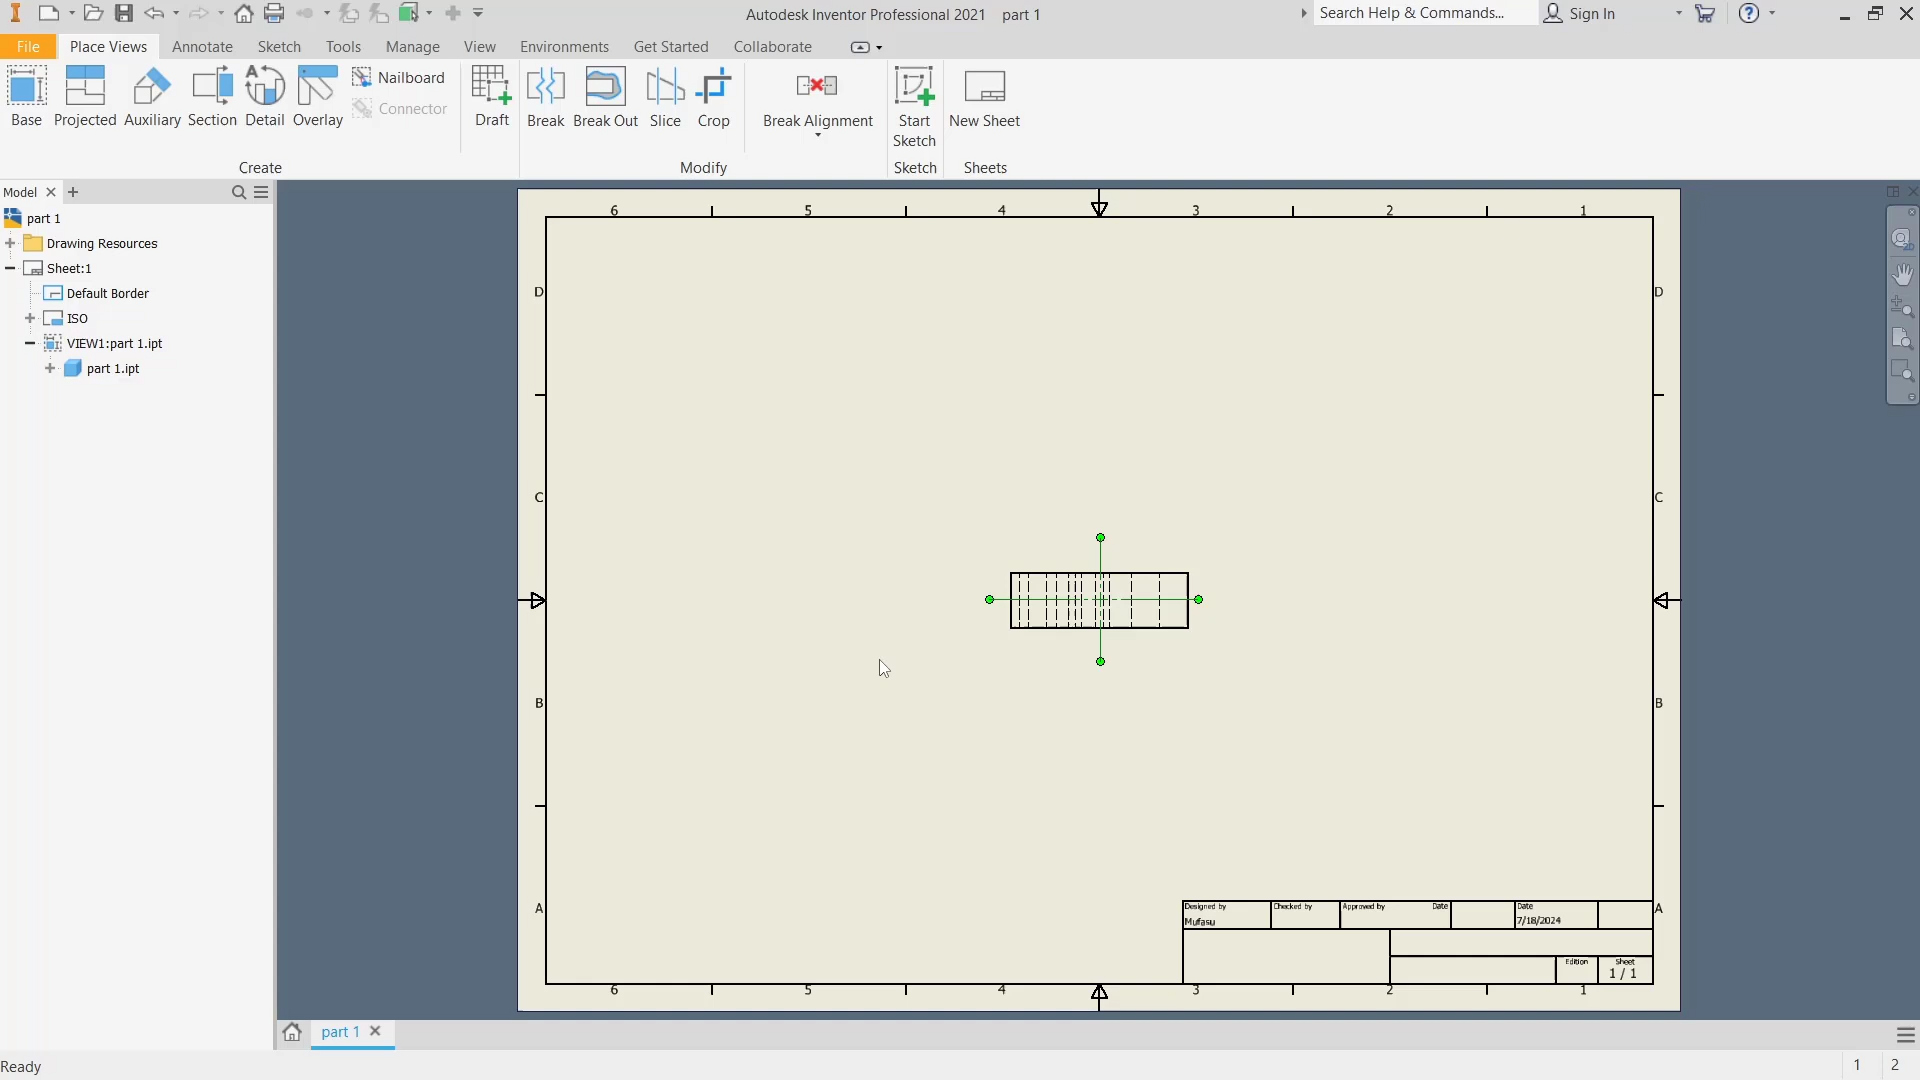 Autodesk Inventor Professional 2021 part 1
Search Help & Commands...
Sign In
File
Place Views
Annotate
Sketch
Tools
Manage
View
Environments
Get Started
Collaborate
Base
Projected
Auxiliary
Section
Detail
Overlay
Nailboard
Connector
Draft
Break
Break Out
Slice
Crop
Break Alignment
Start
Sketch
New Sheet
Create
Modify
Sketch
Sheets
Model
part 1
Drawing Resources
Sheet:1
Default Border
ISO
VIEW1:part 1.ipt
part 1.ipt
6 5 4 3 2 1
D D
C C
B B
A A
Designed by
Mufasu
Checked by
Approved by
Date
Date
7/18/2024
Edition
Sheet
1 / 1
6 5 4 3 2 1
part 1
Ready
1 2